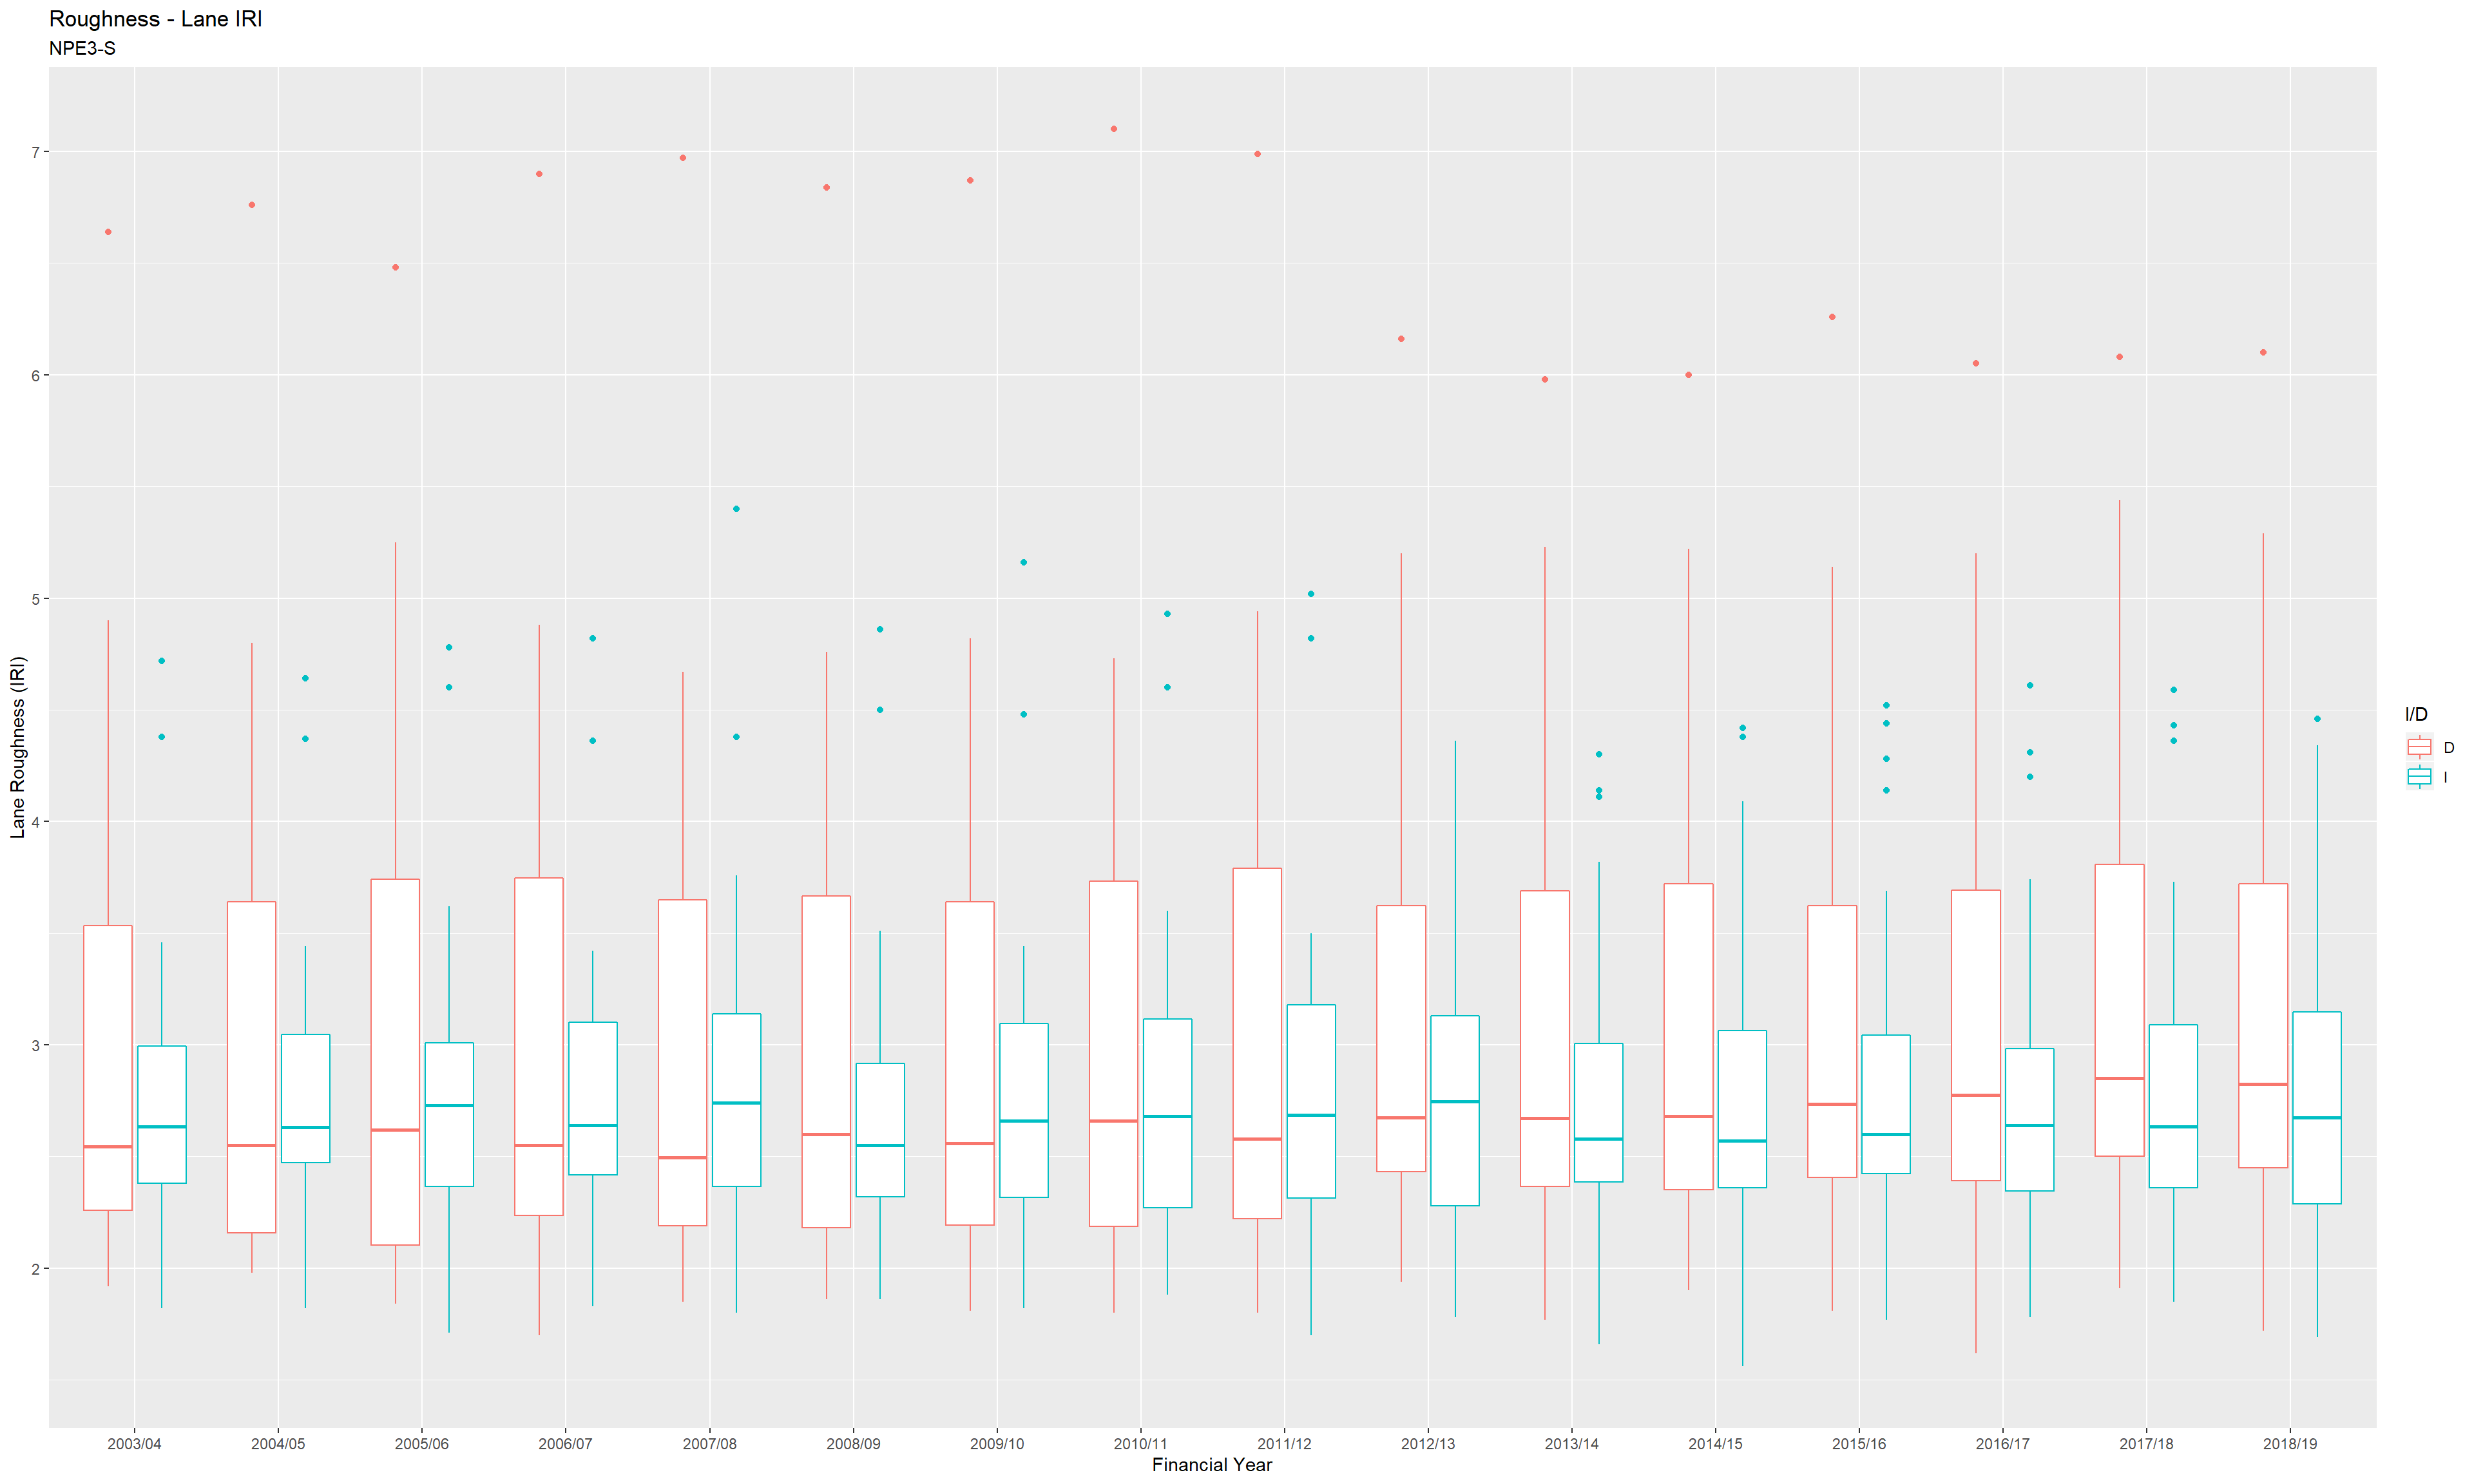 Roughness - Lane IRI
NPE3-S
Lane Roughness (IRI)
7
6
5
4
3
2
2003/04 2004/05 2005/06 2006/07 2007/08 2008/09 2009/10 2010/11 2011/12 2012/13 2013/14 2014/15 2015/16 2016/17 2017/18 2018/19
Financial Year
I/D
D
I